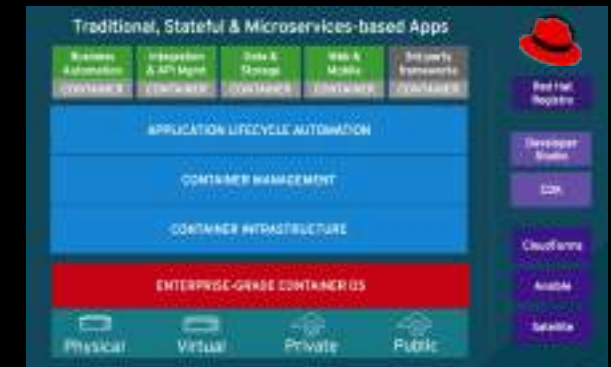 Traditional, Stateful & Microservices-based Apps
Business
Automation
CONTAINER
Integration
& API Mgmt
CONTAINER
Data &
Storage
CONTAINER
Web &
Mobile
CONTAINER
3rd party
frameworks
CONTAINER
APPLICATION LIFECYCLE AUTOMATION
CONTAINER MANAGEMENT
CONTAINER INFRASTRUCTURE
ENTERPRISE-GRADE CONTAINER OS
Physical
Virtual
Private
Public
Red Hat
Registry
Developer
Studio
CDK
CloudForms
Ansible
Satellite